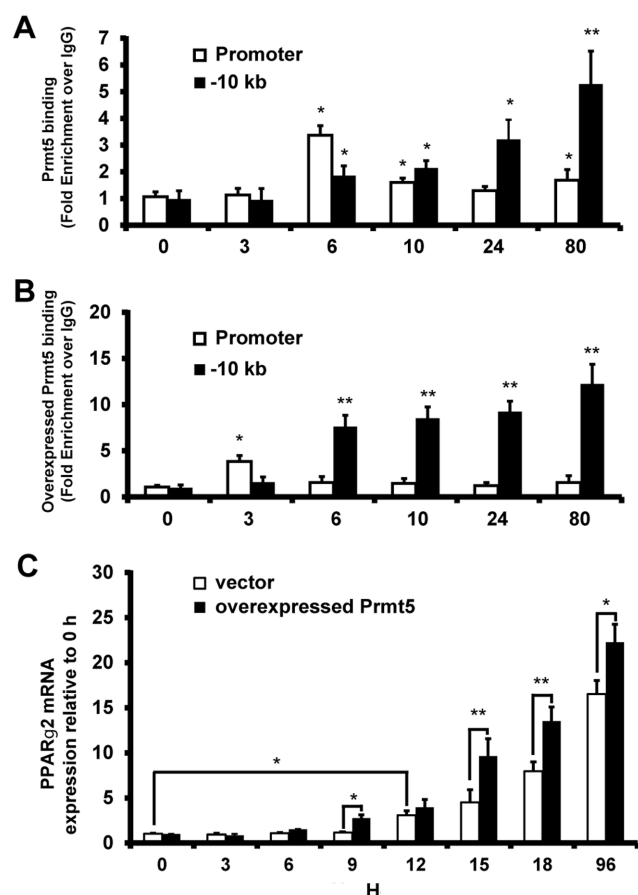 A
Prmt5 binding
(Fold Enrichment over IgG)
7
6
5
4
3
2
1
0
Promoter
-10 kb
*
*
*
*
*
*
**
0 3 6 10 24 80
B
Overexpressed Prmt5 binding
(Fold Enrichment over IgG)
20
15
10
5
0
Promoter
-10 kb
*
**
**
**
**
0 3 6 10 24 80
C
PPARg2 mRNA
expression relative to 0 h
30
25
20
15
10
5
0
vector
overexpressed Prmt5
*
*
**
**
*
0 3 6 9 12 15 18 96
H